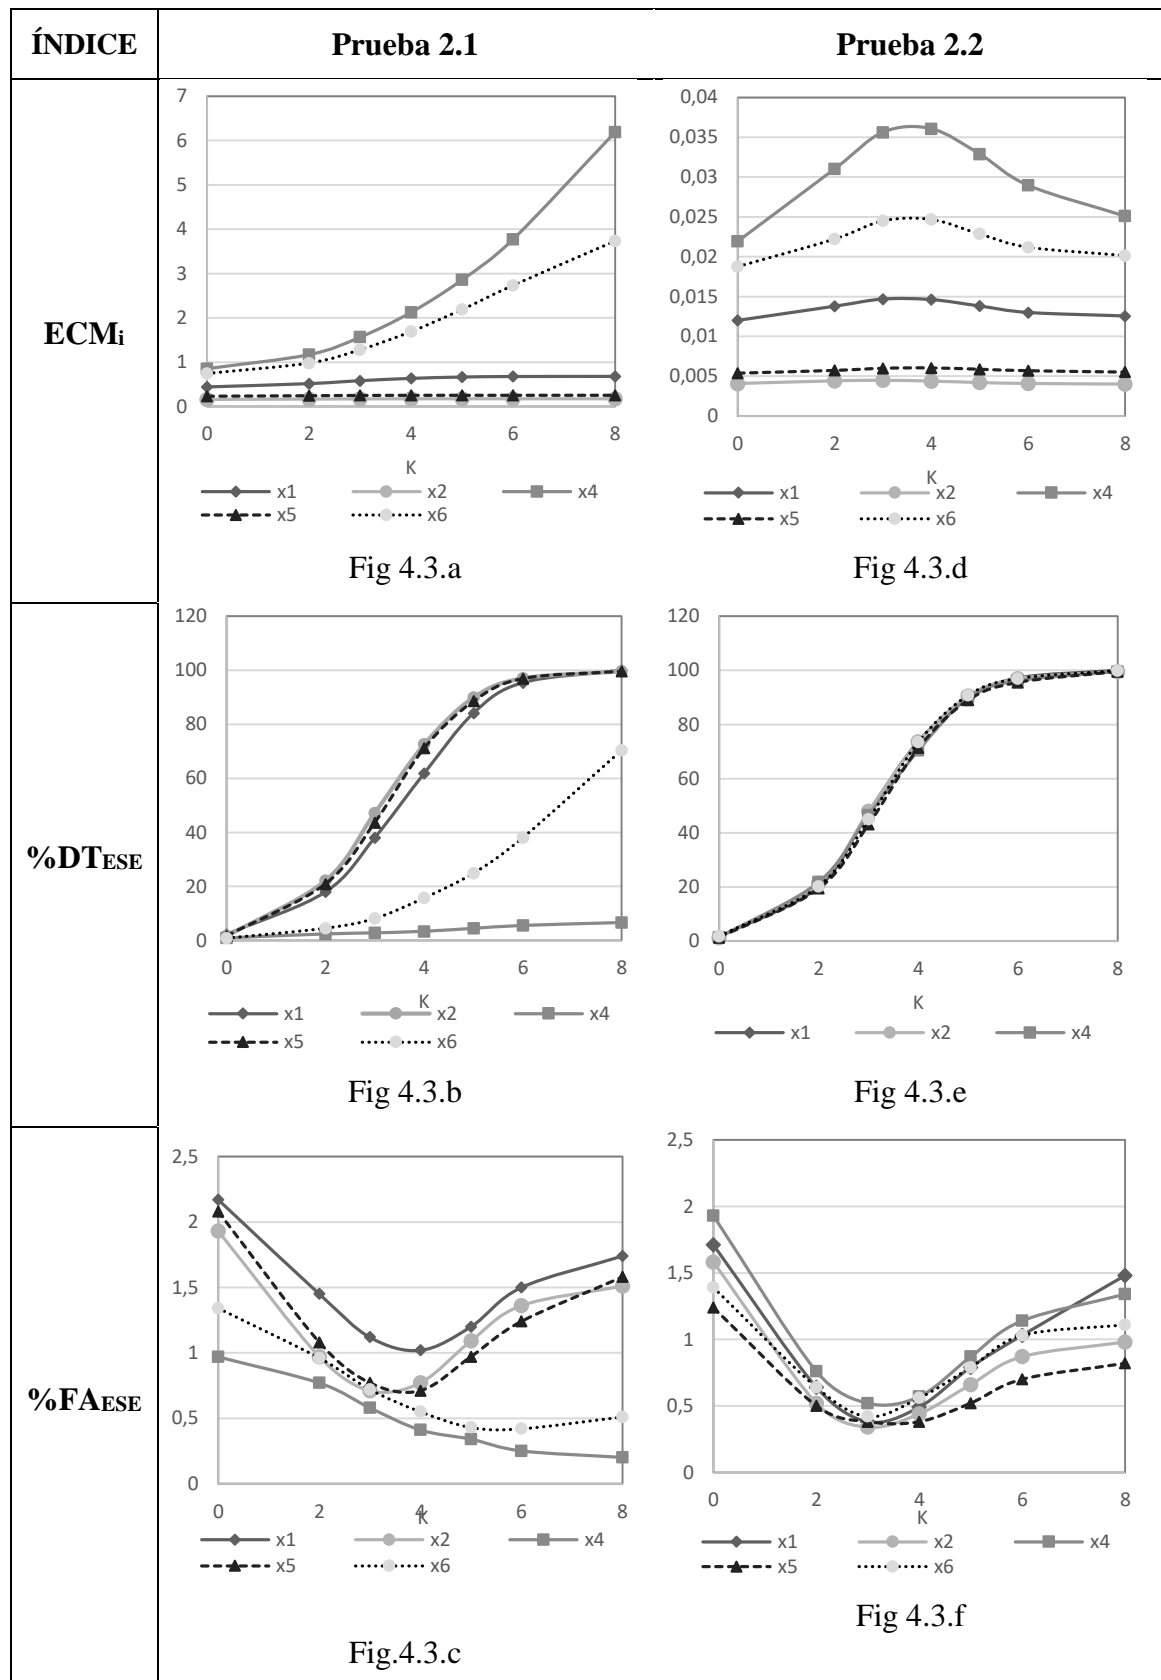 ÍNDICE Prueba 2.1 Prueba 2.2
ECMi
7
6
5
4
3
2
1
0
0 2 4 6 8
K
x1 x2 x4
x5 x6
Fig 4.3.a
0,04
0,035
0,03
0,025
0,02
0,015
0,01
0,005
0
0 2 4 6 8
K
x1 x2 x4
x5 x6
Fig 4.3.d
%DTESE
120
100
80
60
40
20
0
0 2 4 6 8
K
x1 x2 x4
x5 x6
Fig 4.3.b
120
100
80
60
40
20
0
0 2 4 6 8
K
x1 x2 x4
Fig 4.3.e
%FAESE
2,5
2
1,5
1
0,5
0
0 2 4 6 8
K
x1 x2 x4
x5 x6
Fig.4.3.c
2,5
2
1,5
1
0,5
0
0 2 4 6 8
K
x1 x2 x4
x5 x6
Fig 4.3.f